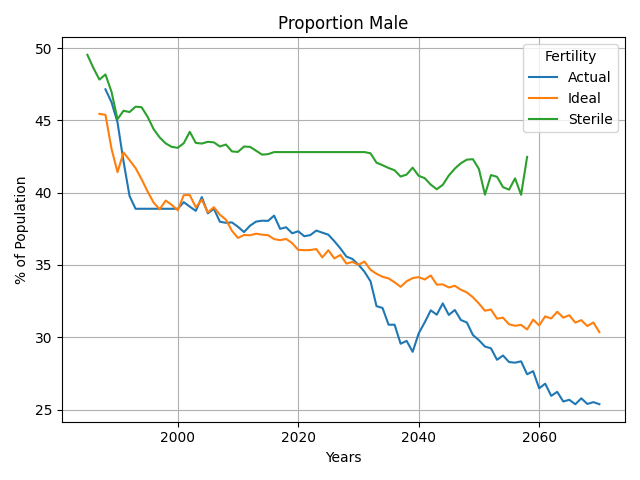 Proportion Male
Fertility
Actual
Ideal
Sterile
% of Population
50
45
40
35
30
25
2000 2020 2040 2060
Years